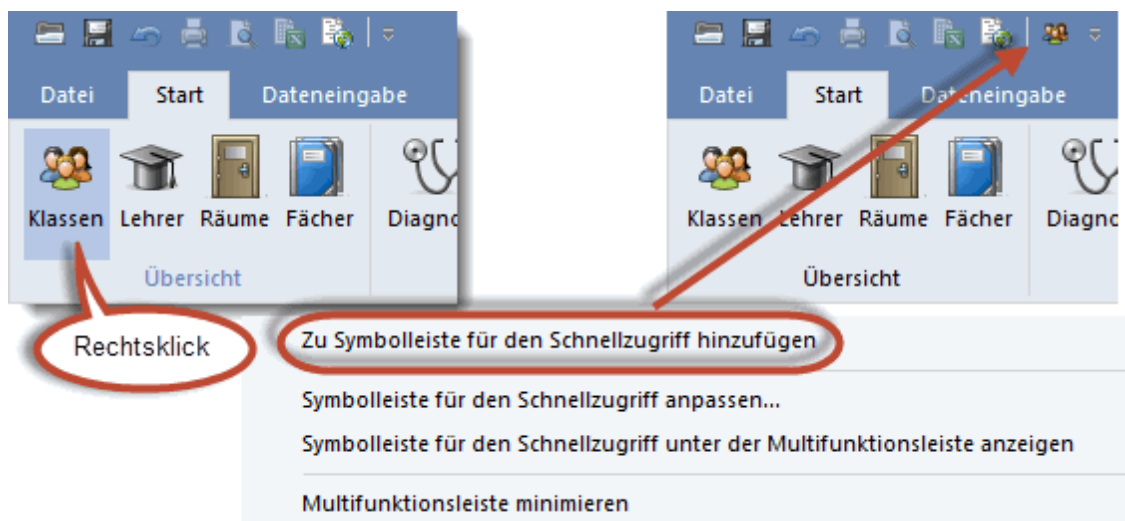 Datei Start Dateneingabe
Klassen Lehrer Räume Fächer
Übersicht
Rechtsklick
Datei Start Dateneingabe
Klassen Lehrer Räume Fächer
Übersicht
Zu Symbolleiste für den Schnellzugriff hinzufügen
Symbolleiste für den Schnellzugriff anpassen...
Symbolleiste für den Schnellzugriff unter der Multifunktionsleiste anzeigen
Multifunktionsleiste minimieren